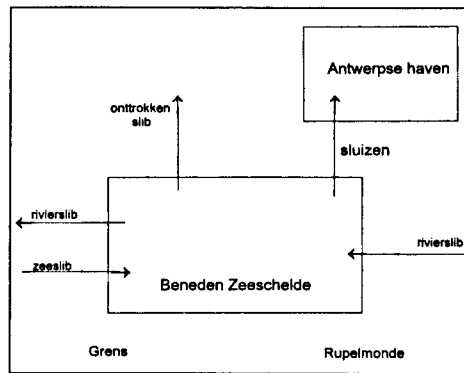 Antwerpse haven
onttrokken
slib
sluizen
rivierslib
rivierslib
zeeslib
Beneden Zeeschelde
Grens
Rupelmonde